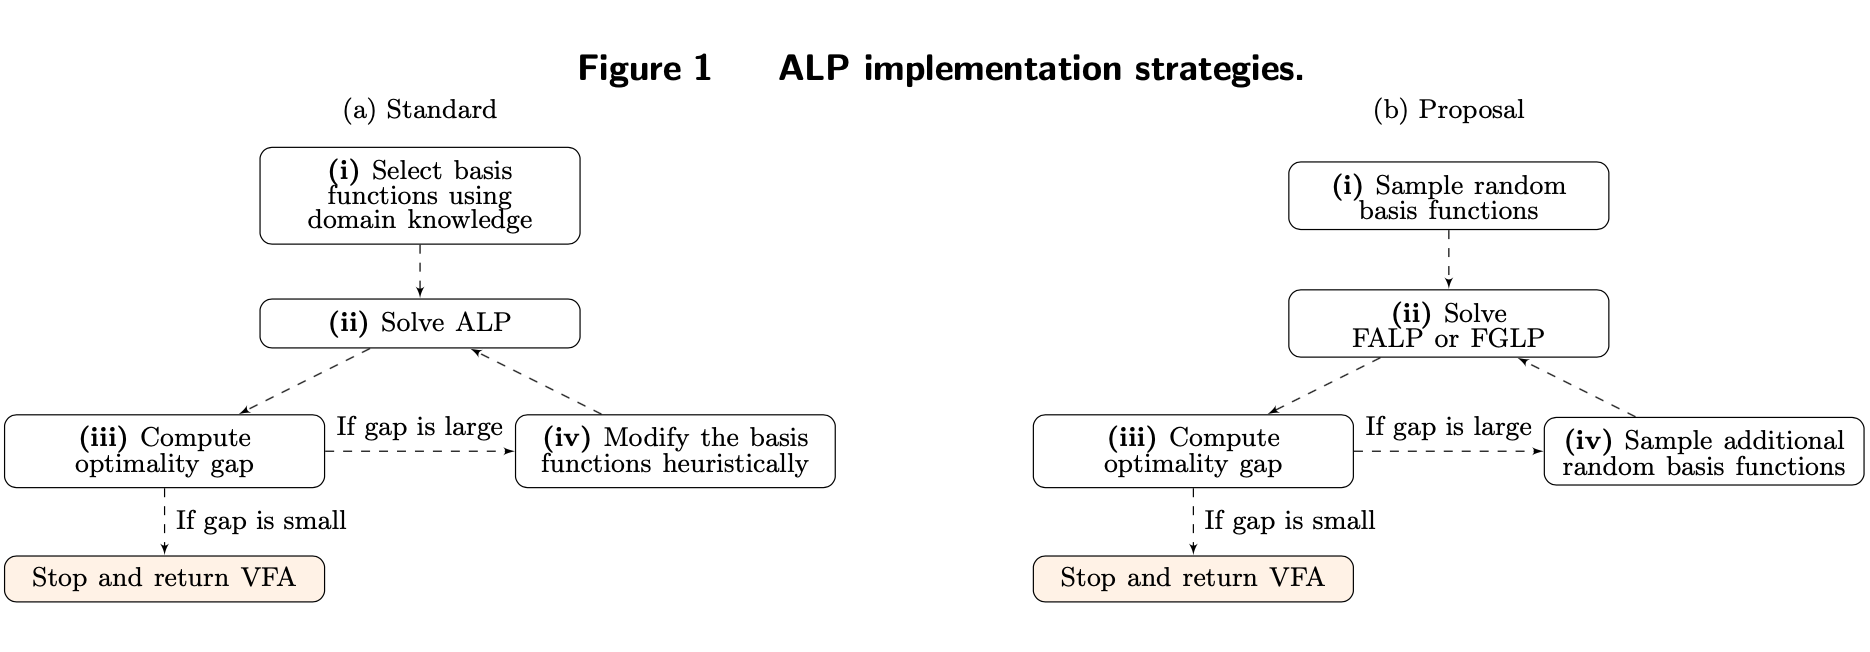 Figure 1 ALP implementation strategies.
(a) Standard
(i) Select basis
functions using
domain knowledge
(ii) Solve ALP
(iii) Compute
optimality gap
If gap is large
(iv) Modify the basis
functions heuristically
If gap is small
Stop and return VFA
(b) Proposal
(i) Sample random
basis functions
(ii) Solve
FALP or FGLP
(iii) Compute
optimality gap
If gap is large
(iv) Sample additional
random basis functions
If gap is small
Stop and return VFA